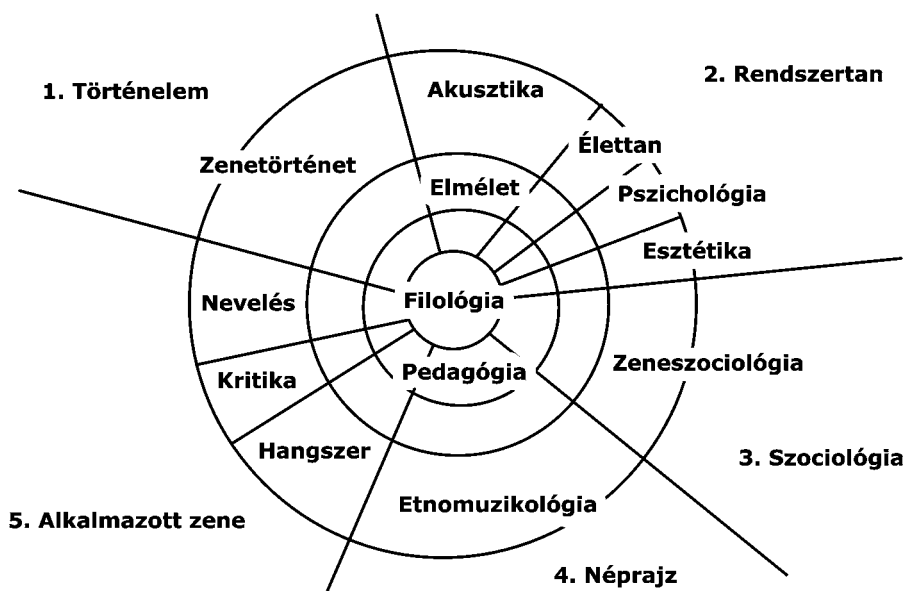 1. Történelem
2. Rendszertan
Akusztika
Élettan
Zenetörténet
Elmélet
Pszichológia
Esztétika
Nevelés
Filológia
Zeneszociológia
Kritika
Pedagógia
Hangszer
3. Szociológia
Etnomuzikológia
5. Alkalmazott zene
4. Néprajz